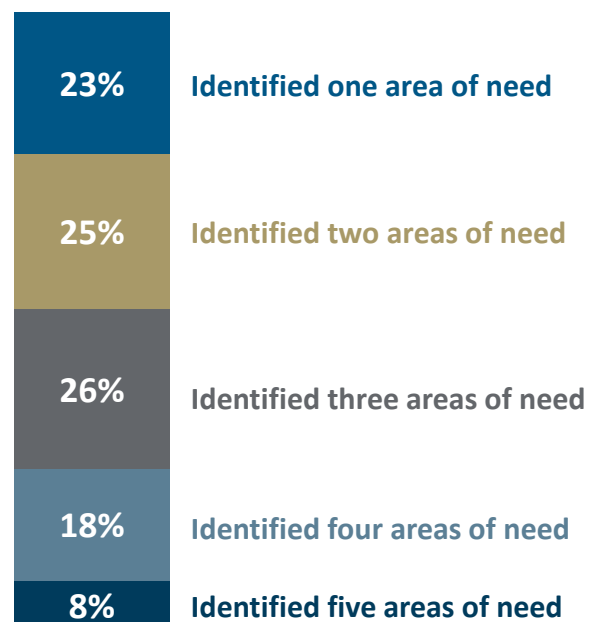 23% Identified one area of need
25% Identified two areas of need
26% Identified three areas of need
18% Identified four areas of need
8% Identified five areas of need